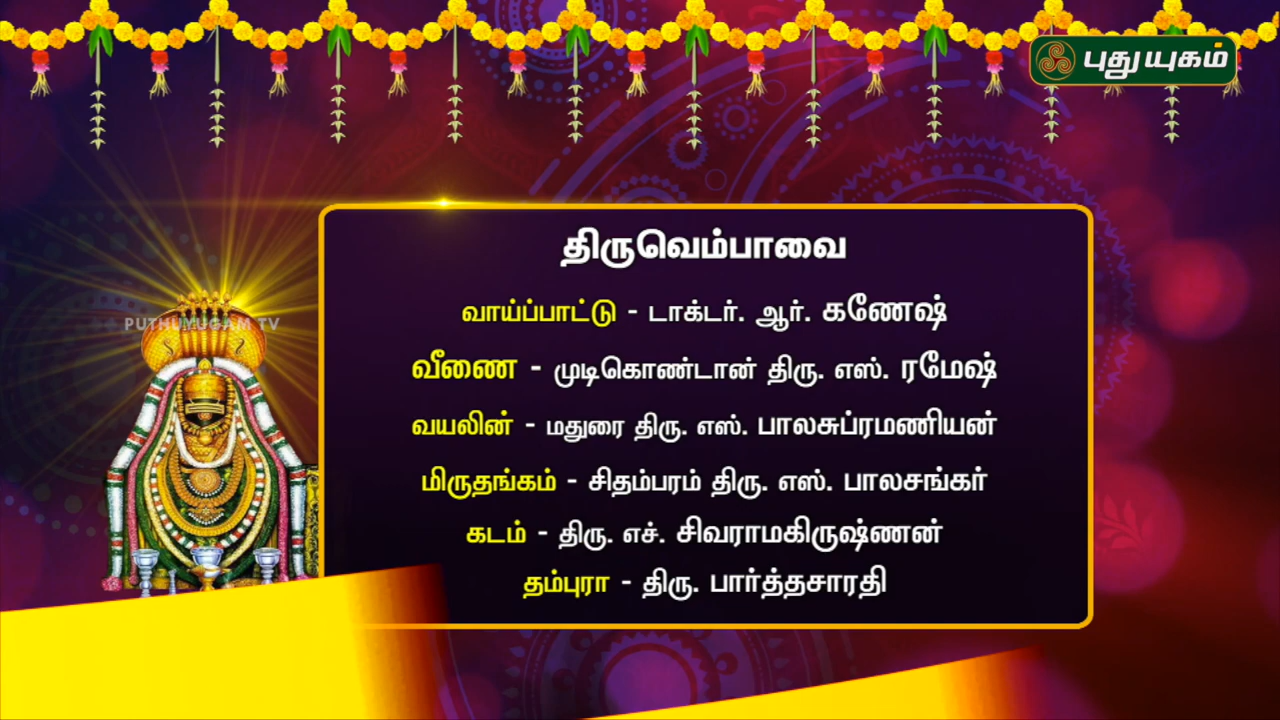 புதுயுகம்
திருவெம்பாவை
PUTHUYUGAM TV
வாய்ப்பாட்டு - டாக்டர். ஆர். கணேஷ்
வீணை - முடிகொண்டான் திரு. எஸ். ரமேஷ்
வயலின் - மதுரை திரு. எஸ். பாலசுப்ரமணியன்
மிருதங்கம் - சிதம்பரம் திரு. எஸ். பாலசங்கர்
கடம் - திரு. எச். சிவராமகிருஷ்ணன்
தம்புரா - திரு. பார்த்தசாரதி